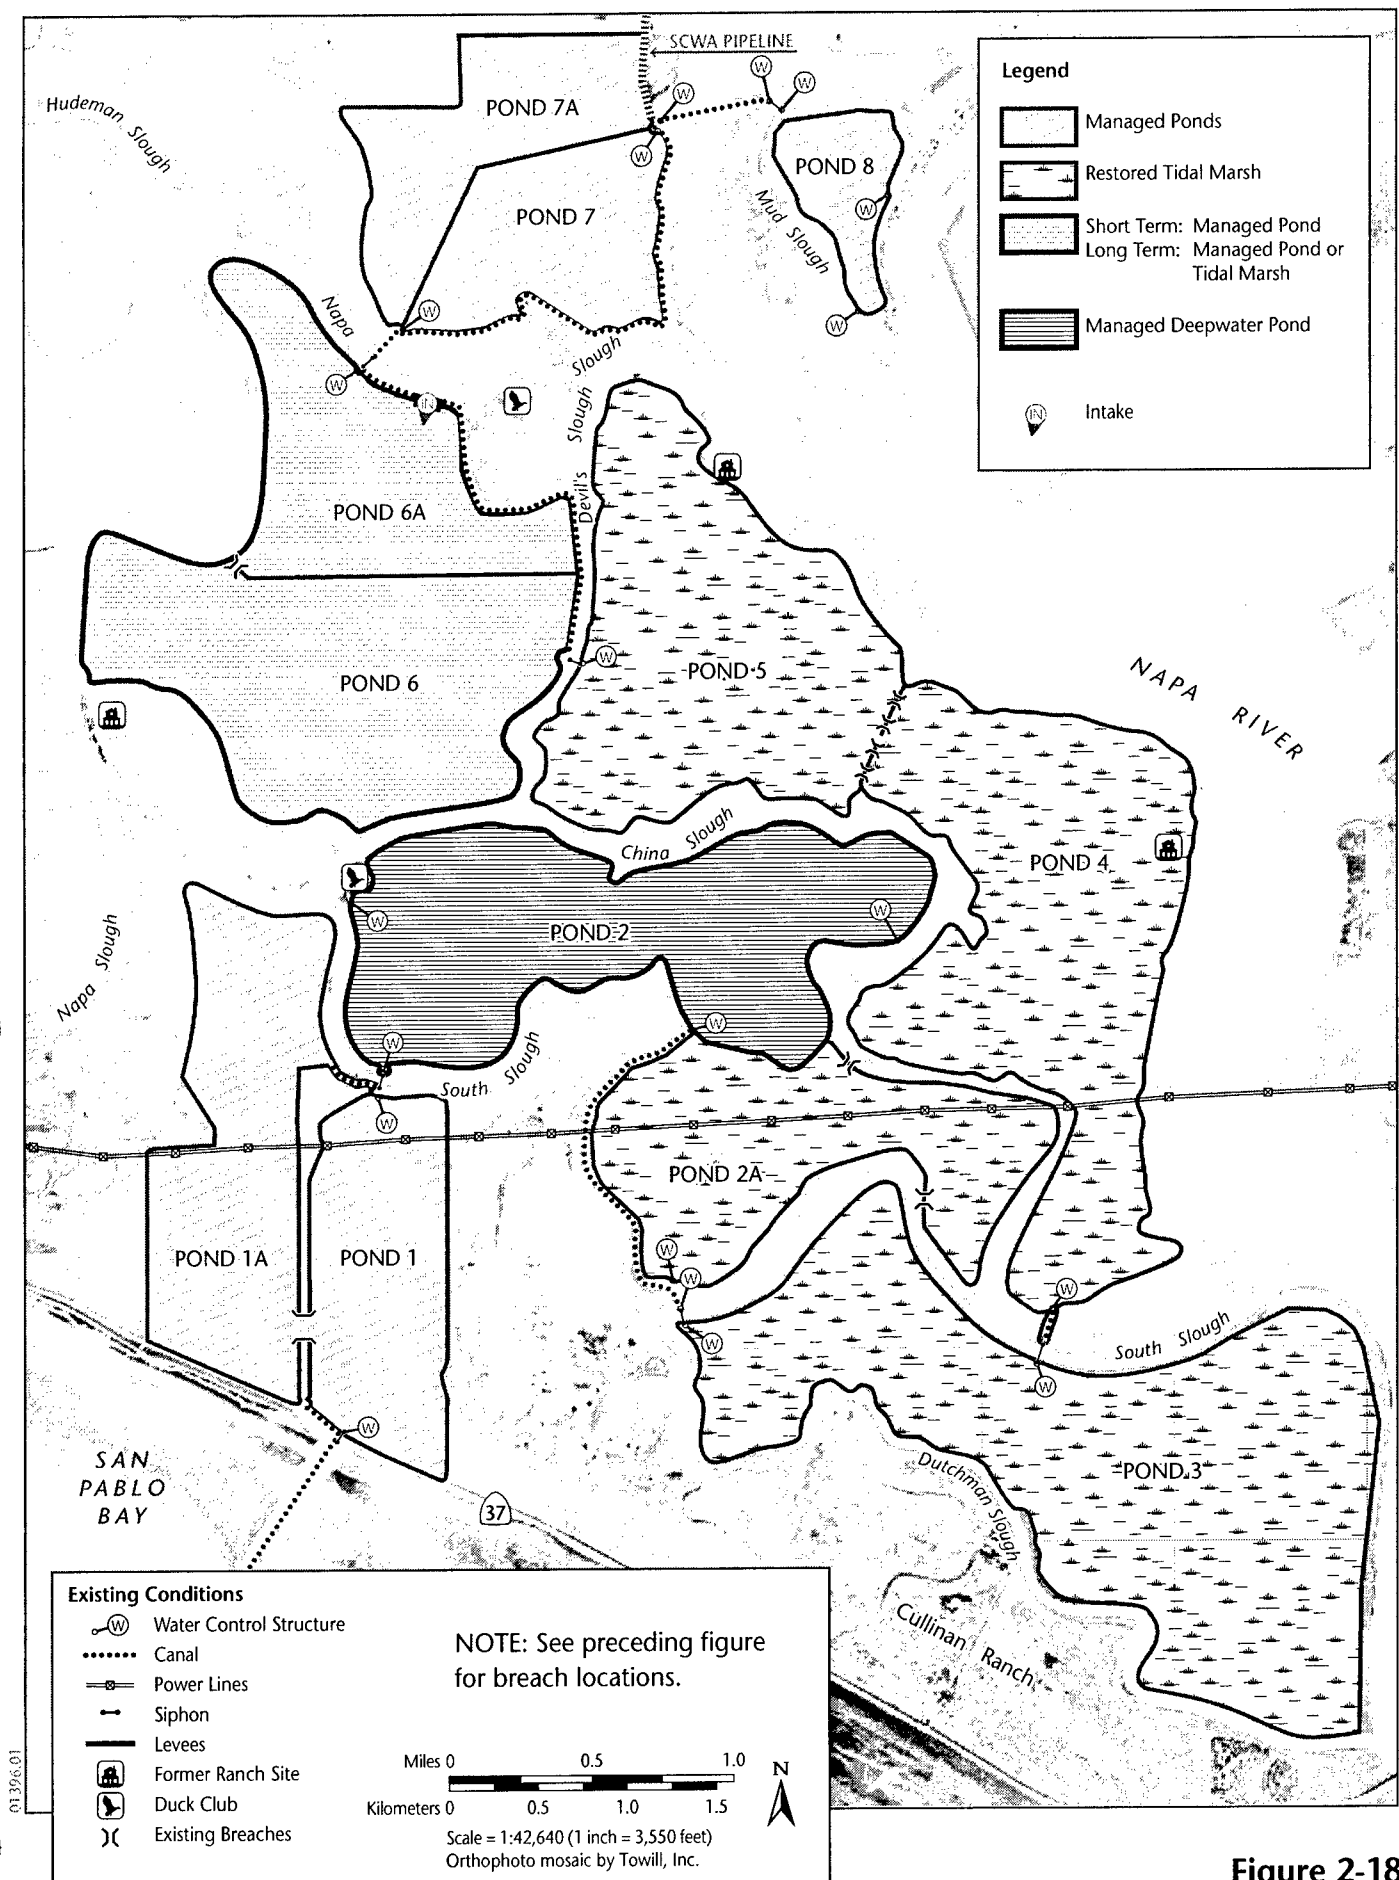 SCWA PIPELINE
W
W
W
W
Hudeman Slough
POND 7A
POND 8
POND 7
W
Mud Slough
W
W
Napa
W
IN
Devil's Slough
Slough
POND 6A
POND 6
W
POND 5
NAPA RIVER
China Slough
POND 4
W
POND 2
W
Napa Slough
W
W
South Slough
W
POND 2A
POND 1A
POND 1
W
W
W
W
W
South Slough
W
SAN
PABLO
BAY
37
POND 3
Dutchman Slough
Cullinan Ranch
Legend
Managed Ponds
Restored Tidal Marsh
Short Term: Managed Pond
Long Term: Managed Pond or
Tidal Marsh
Managed Deepwater Pond
IN Intake
Existing Conditions
W Water Control Structure
Canal
Power Lines
Siphon
Levees
Former Ranch Site
Duck Club
Existing Breaches
NOTE: See preceding figure
for breach locations.
Miles 0 0.5 1.0
Kilometers 0 0.5 1.0 1.5
N
Scale = 1:42,640 (1 inch = 3,550 feet)
Orthophoto mosaic by Towill, Inc.
01396.01
Figure 2-18